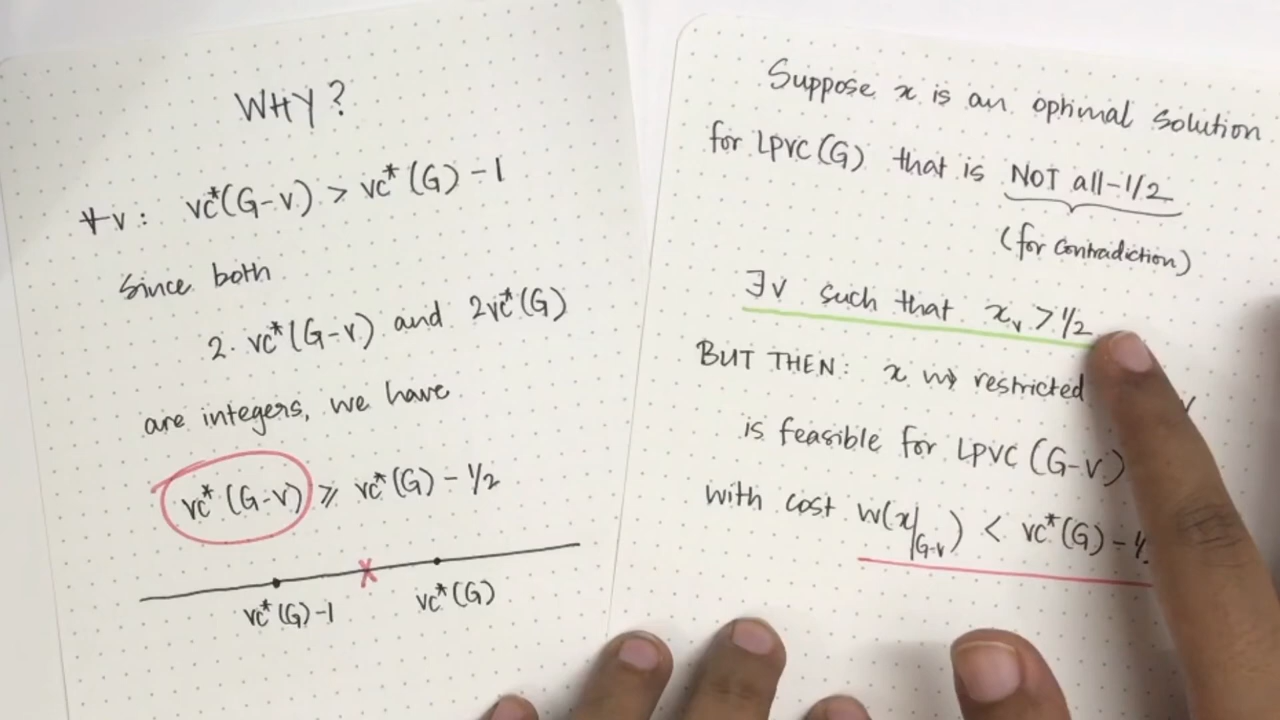 WHY?
∀v: vc*(G-v) > vc*(G) -1
Since both
2. vc*(G-v) and 2vc*(G)
are integers, we have
vc*(G-v) ≥ vc*(G) - 1/2
vc*(G)-1
vc*(G)
Suppose x is an optimal solution
for LPVC(G) that is NOT all-1/2
(for contradiction)
∃v such that xᵥ > 1/2
BUT THEN: x restricted
is feasible for LPVC(G-v)
with cost w(x|G-v) < vc*(G) -